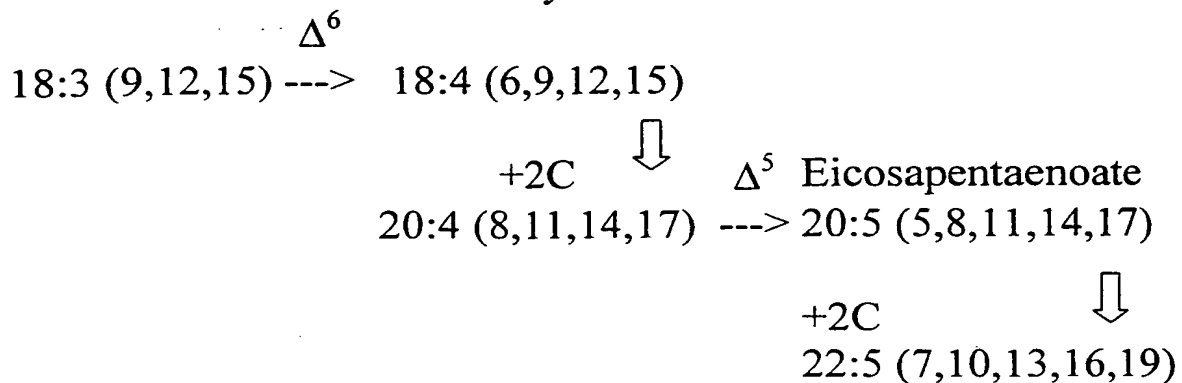 Δ⁶
18:3 (9,12,15) ---> 18:4 (6,9,12,15)
+2C Δ⁵ Eicosapentaenoate
20:4 (8,11,14,17) ---> 20:5 (5,8,11,14,17)
+2C
22:5 (7,10,13,16,19)